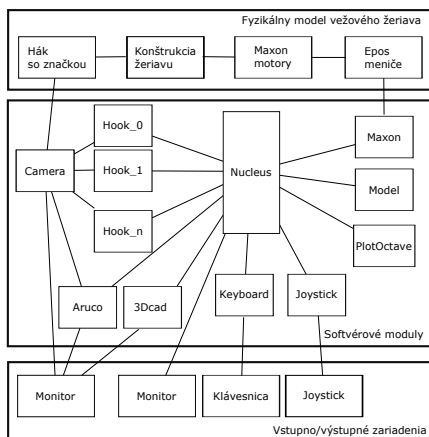 Fyzikálny model vežového žeriava
Hák
so značkou
Konštrukcia
žeriavu
Maxon
motory
Epos
meniče
Hook_0
Hook_1
Hook_n
Camera
Nucleus
Maxon
Model
PlotOctave
Aruco
3Dcad
Keyboard
Joystick
Softvérové moduly
Monitor
Monitor
Klávesnica
Joystick
Vstupno/výstupné zariadenia